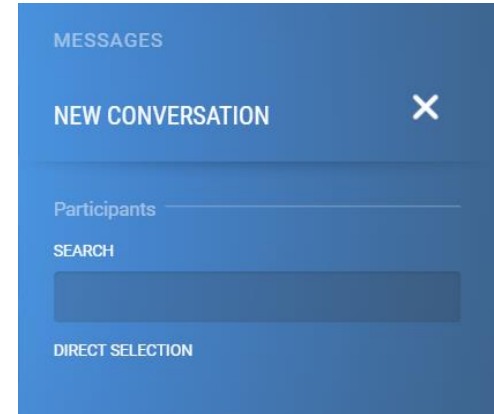 MESSAGES
NEW CONVERSATION
Participants
SEARCH
DIRECT SELECTION